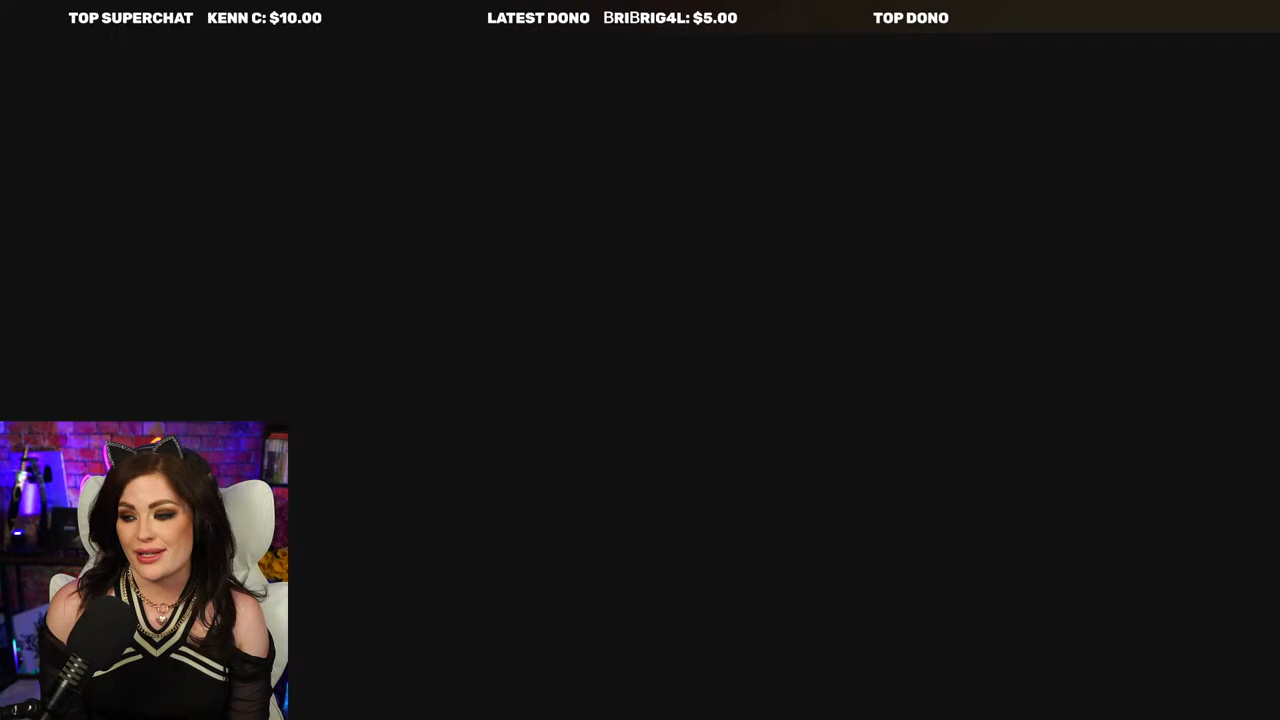 TOP SUPERCHAT KENN C: $10.00 LATEST DONO BRIBRIG4L: $5.00 TOP DONO